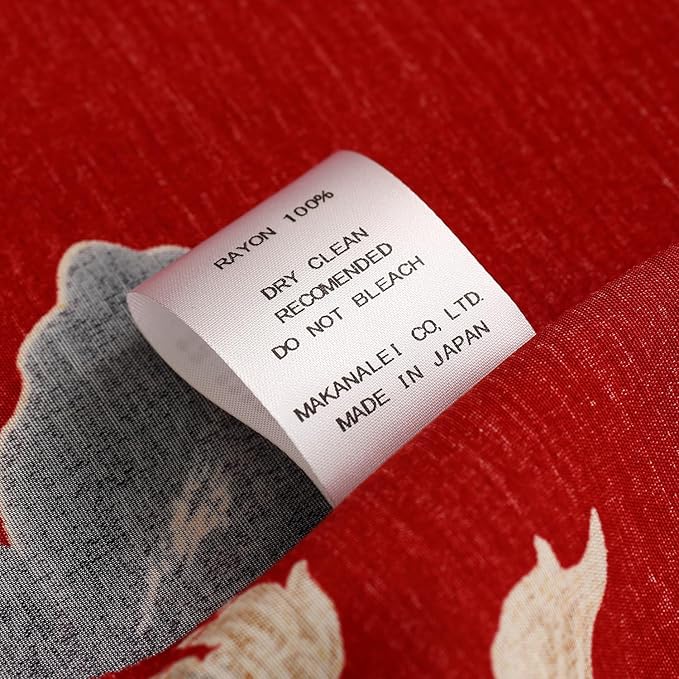 RAYON 100%
DRY CLEAN
RECOMENDED
DO NOT BLEACH
MAKANALEI CO, LTD.
MADE IN JAPAN